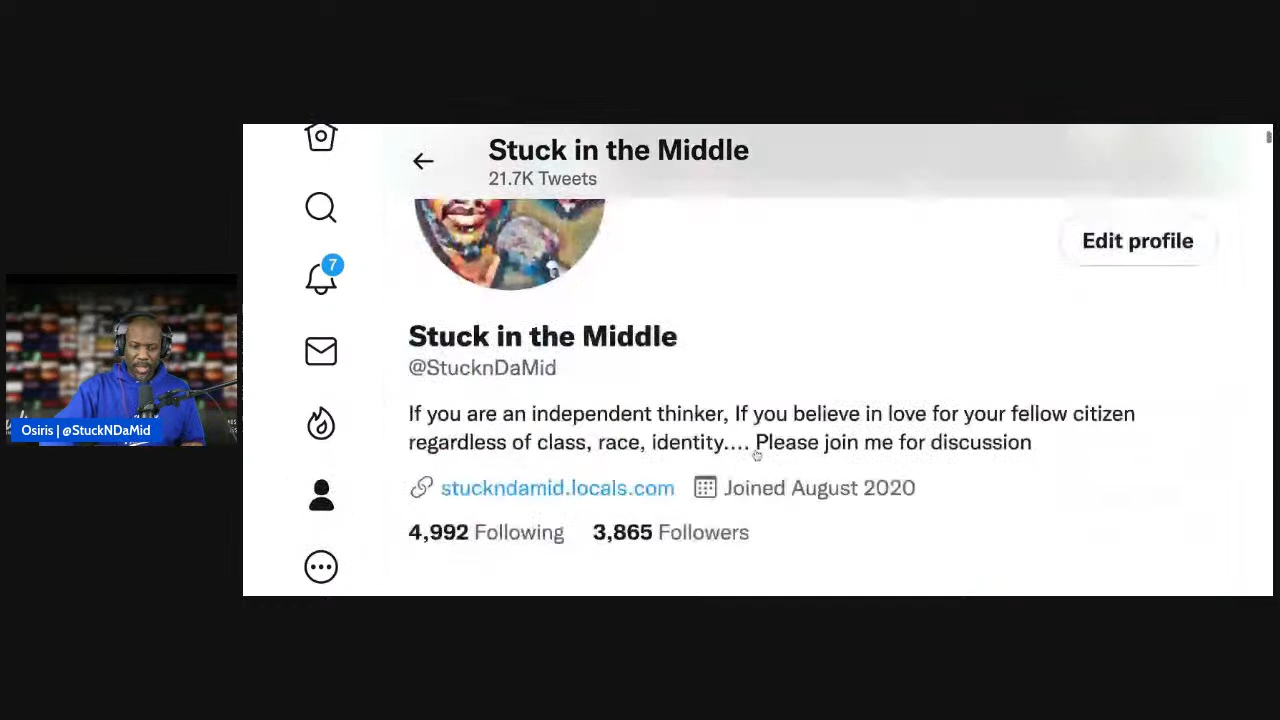 Stuck in the Middle
21.7K Tweets
7
Edit profile
Stuck in the Middle
@StucknDaMid
If you are an independent thinker, If you believe in love for your fellow citizen
regardless of class, race, identity.... Please join me for discussion
stuckndamid.locals.com Joined August 2020
4,992 Following 3,865 Followers
Osiris | @StuckNDaMid